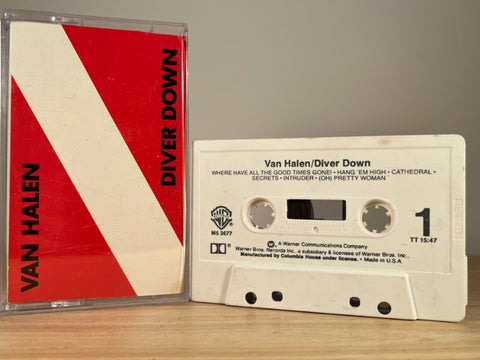 VAN HALEN
DIVER DOWN
Van Halen/Diver Down
WHERE HAVE ALL THE GOOD TIMES GONE! • HANG 'EM HIGH • CATHEDRAL •
SECRETS • INTRUDER • (OH) PRETTY WOMAN
MS 3677
1
TT 15:47
A Warner Communications Company
Warner Bros. Records Inc., a subsidiary & licensee of Warner Bros. Inc.,
Manufactured by Columbia House under license. • Made in U.S.A.